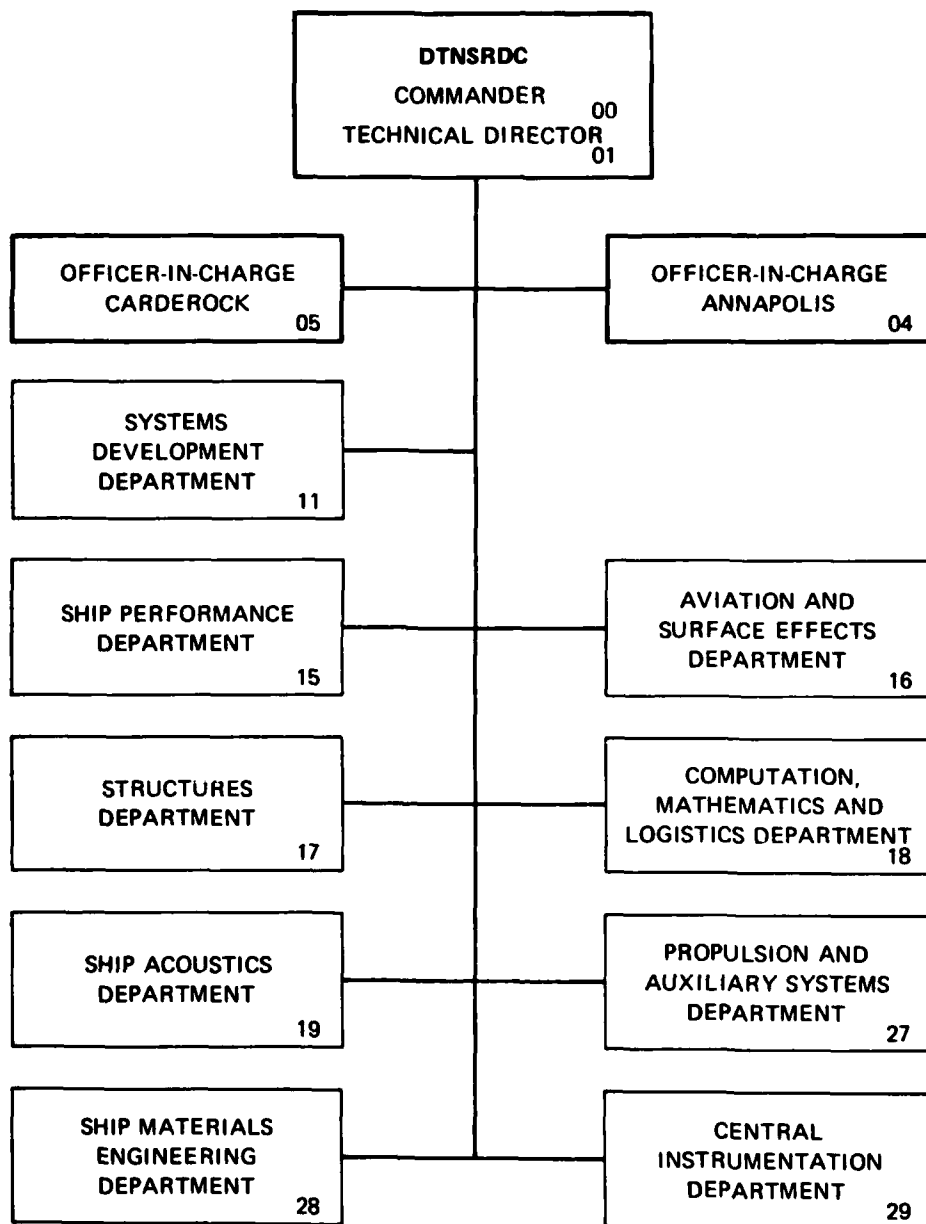 DTNSRDC
COMMANDER
00
TECHNICAL DIRECTOR
01
OFFICER-IN-CHARGE
CARDEROCK
05
OFFICER-IN-CHARGE
ANNAPOLIS
04
SYSTEMS
DEVELOPMENT
DEPARTMENT
11
SHIP PERFORMANCE
DEPARTMENT
15
AVIATION AND
SURFACE EFFECTS
DEPARTMENT
16
STRUCTURES
DEPARTMENT
17
COMPUTATION,
MATHEMATICS AND
LOGISTICS DEPARTMENT
18
SHIP ACOUSTICS
DEPARTMENT
19
PROPULSION AND
AUXILIARY SYSTEMS
DEPARTMENT
27
SHIP MATERIALS
ENGINEERING
DEPARTMENT
28
CENTRAL
INSTRUMENTATION
DEPARTMENT
29